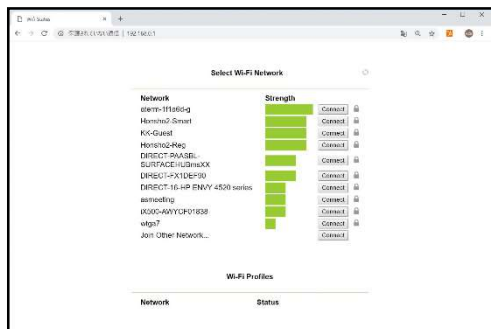 Wi-Fi Status
保護されていない通信 | 192.168.0.1
Select Wi-Fi Network
Network Strength
aterm-1f1a6d-g Connect
Honsho2-Smart Connect
KK-Guest Connect
Honsho2-Reg Connect
DIRECT-PAASBL-
SURFACEHUBmsXX Connect
DIRECT-FX1DEF90 Connect
DIRECT-16-HP ENVY 4520 series Connect
asmeeting Connect
iX500-AWYCF01838 Connect
wtga7 Connect
Join Other Network... Connect
Wi-Fi Profiles
Network Status